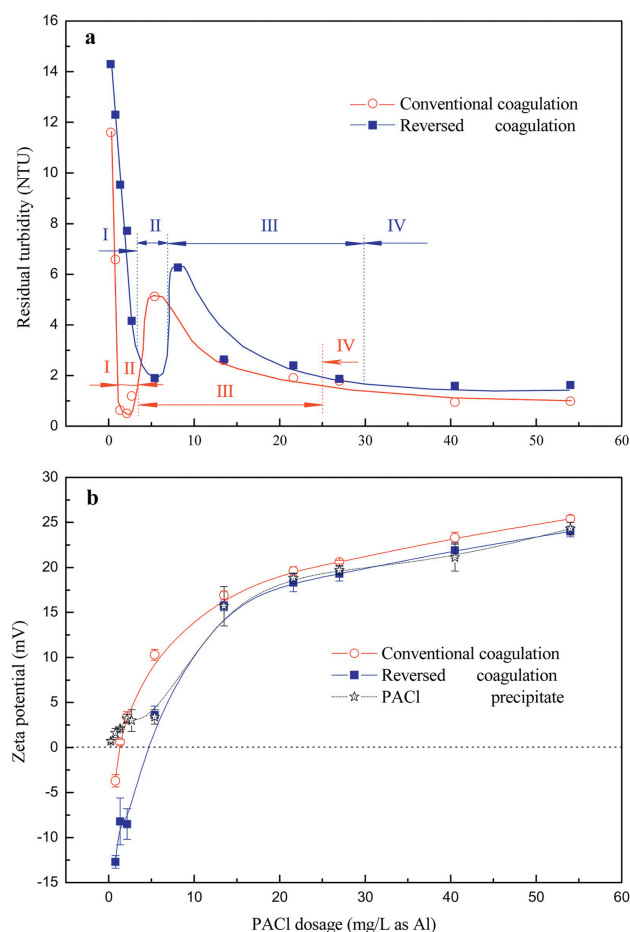 a
16
14
12
10
8
6
4
2
0
Residual turbidity (NTU)
Conventional coagulation
Reversed coagulation
I
II
III
IV
I
II
III
IV
0
10
20
30
40
50
60
b
30
25
20
15
10
5
0
-5
-10
-15
Zeta potential (mV)
Conventional coagulation
Reversed coagulation
PACl precipitate
0
10
20
30
40
50
60
PACl dosage (mg/L as Al)